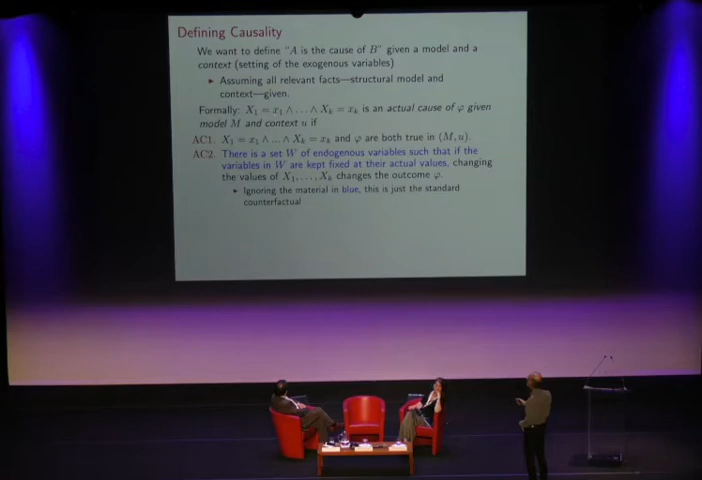 Defining Causality
We want to define "A is the cause of B" given a model and a
context (setting of the exogenous variables)
▸ Assuming all relevant facts—structural model and
context—given.
Formally: X₁ = x₁ ∧ … ∧ Xₖ = xₖ is an actual cause of φ given
model M and context u if
AC1. X₁ = x₁ ∧ … ∧ Xₖ = xₖ and φ are both true in (M, u).
AC2. There is a set W of endogenous variables such that if the
variables in W are kept fixed at their actual values, changing
the values of X₁, …, Xₖ changes the outcome φ.
▸ Ignoring the material in blue, this is just the standard
counterfactual